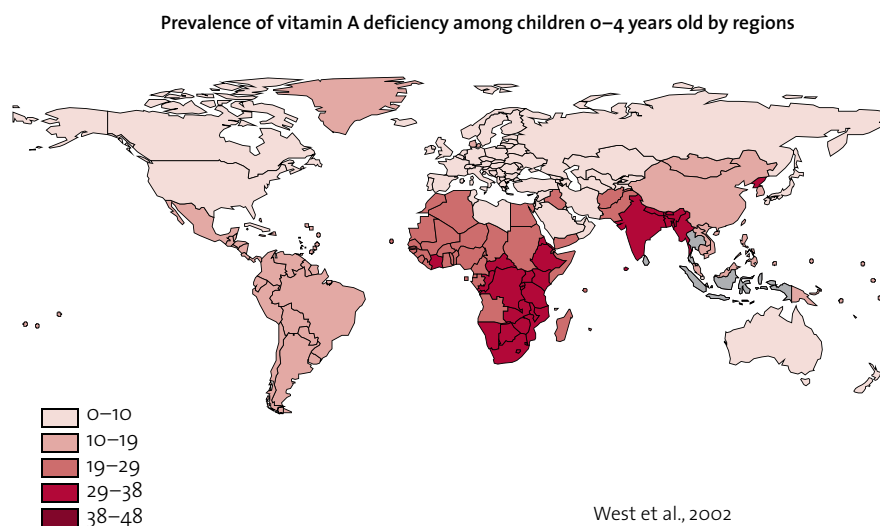 Prevalence of vitamin A deficiency among children 0–4 years old by regions
0–10
10–19
19–29
29–38
38–48
West et al., 2002